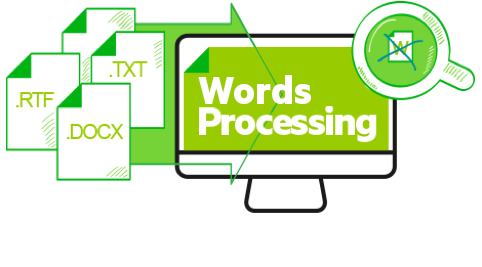 .TXT
.RTF
.DOCX
Words
Processing
W